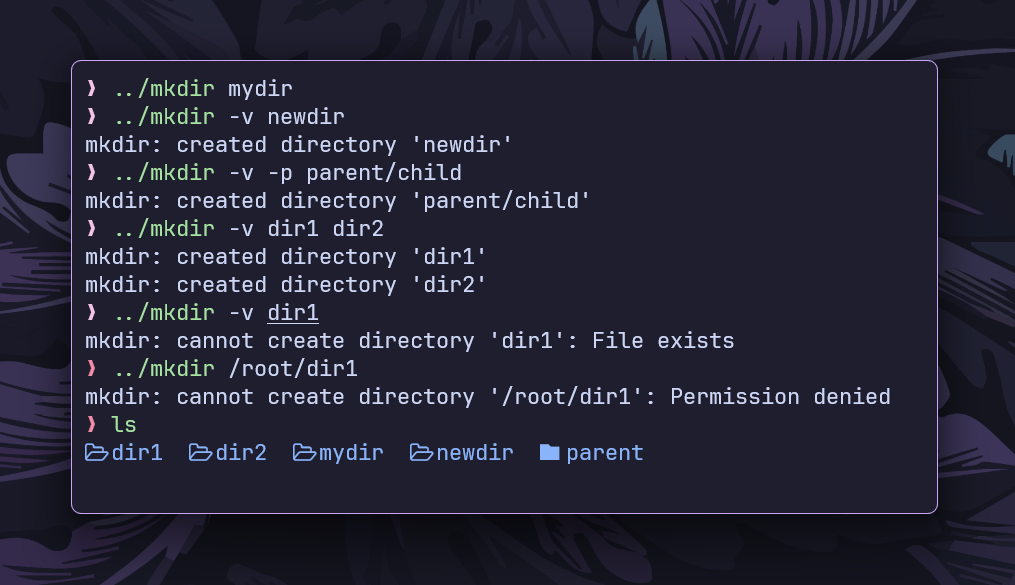 ❱ ../mkdir mydir
❱ ../mkdir -v newdir
mkdir: created directory 'newdir'
❱ ../mkdir -v -p parent/child
mkdir: created directory 'parent/child'
❱ ../mkdir -v dir1 dir2
mkdir: created directory 'dir1'
mkdir: created directory 'dir2'
❱ ../mkdir -v dir1
mkdir: cannot create directory 'dir1': File exists
❱ ../mkdir /root/dir1
mkdir: cannot create directory '/root/dir1': Permission denied
❱ ls
dir1 dir2 mydir newdir parent